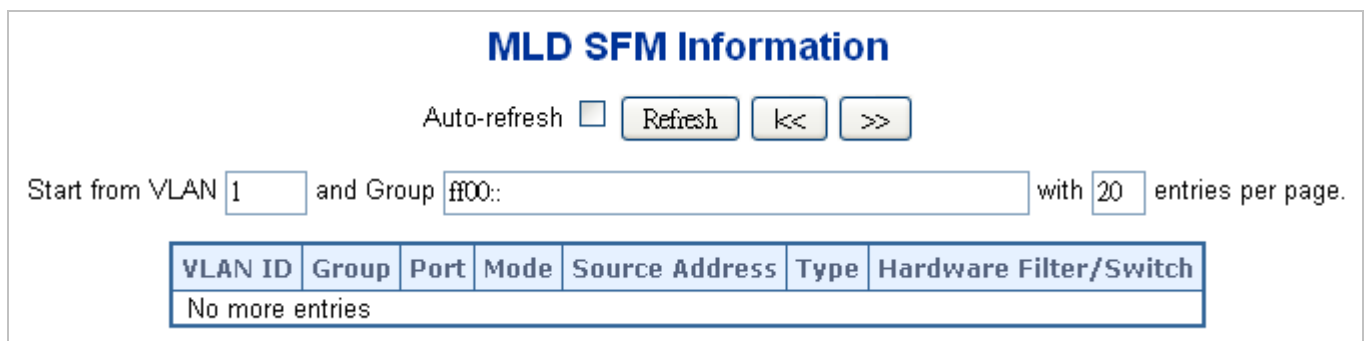 MLD SFM Information
Auto-refresh Refresh |<< >>
Start from VLAN 1 and Group ff00:: with 20 entries per page.
VLAN ID Group Port Mode Source Address Type Hardware Filter/Switch
No more entries